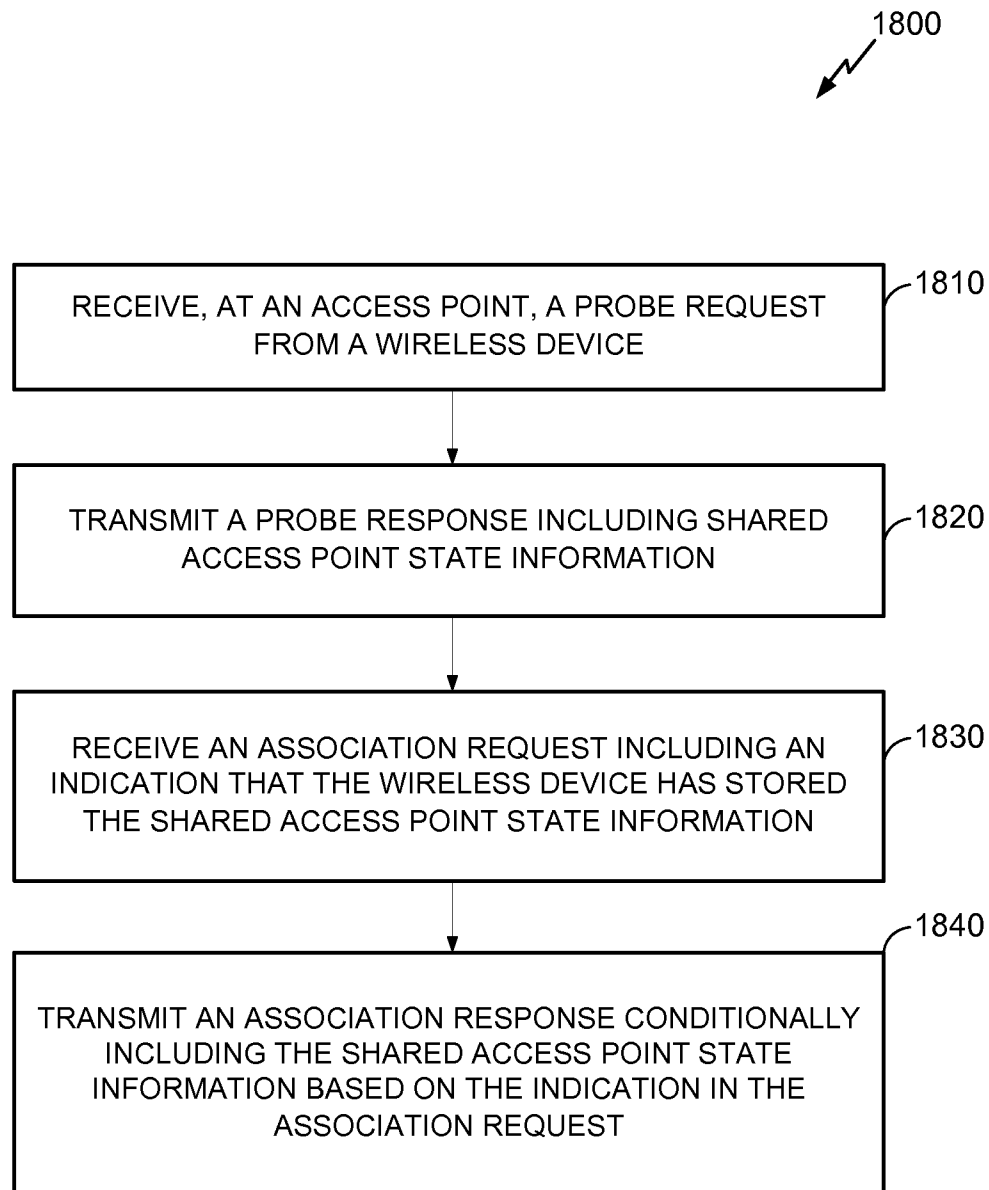 1800
RECEIVE, AT AN ACCESS POINT, A PROBE REQUEST
FROM A WIRELESS DEVICE
1810
TRANSMIT A PROBE RESPONSE INCLUDING SHARED
ACCESS POINT STATE INFORMATION
1820
RECEIVE AN ASSOCIATION REQUEST INCLUDING AN
INDICATION THAT THE WIRELESS DEVICE HAS STORED
THE SHARED ACCESS POINT STATE INFORMATION
1830
TRANSMIT AN ASSOCIATION RESPONSE CONDITIONALLY
INCLUDING THE SHARED ACCESS POINT STATE
INFORMATION BASED ON THE INDICATION IN THE
ASSOCIATION REQUEST
1840